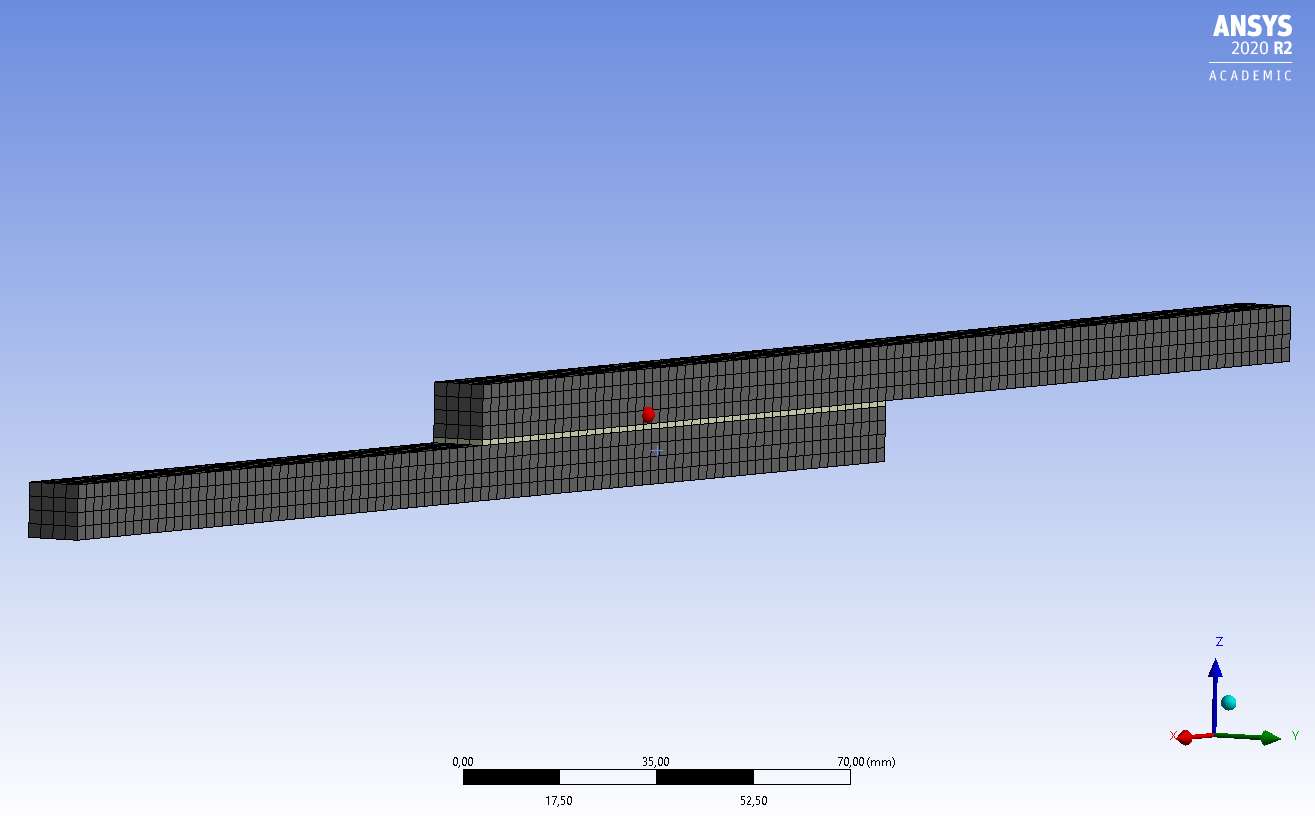 ANSYS
2020 R2
ACADEMIC
Z
X
Y
0,00 35,00 70,00 (mm)
17,50 52,50